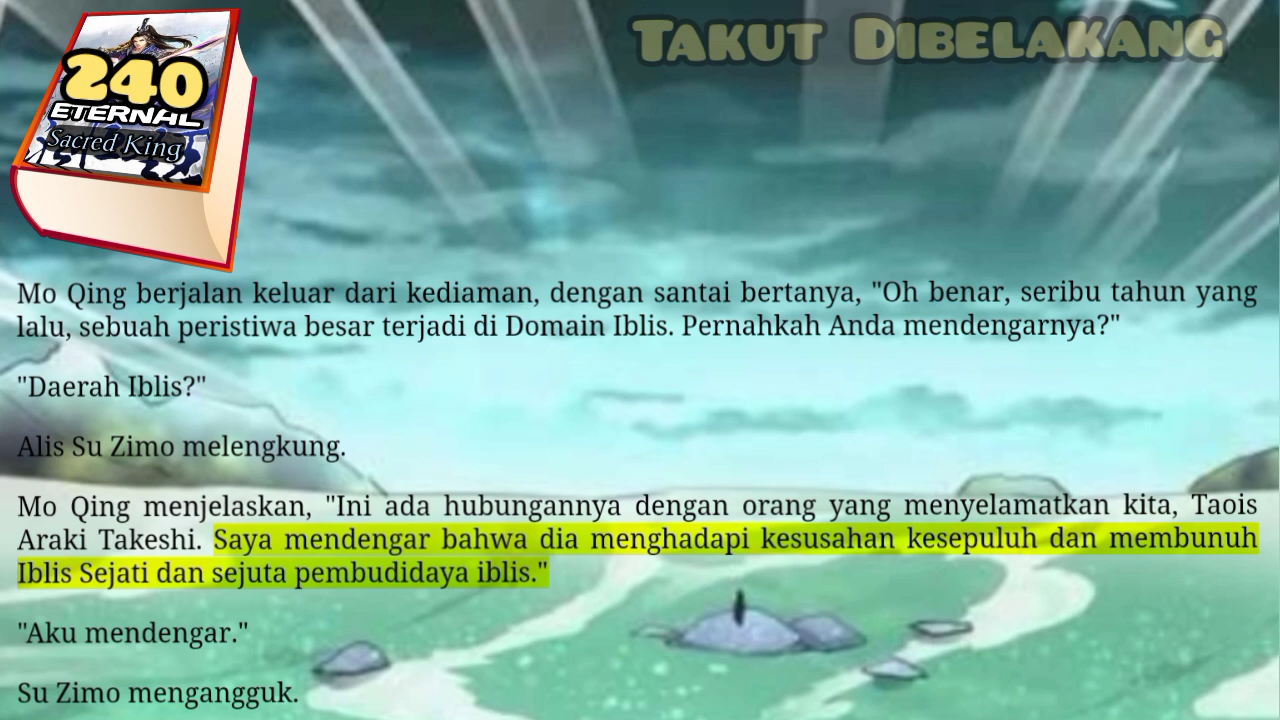 Takut Dibelakang
240
ETERNAL
Sacred King
Mo Qing berjalan keluar dari kediaman, dengan santai bertanya, "Oh benar, seribu tahun yang
lalu, sebuah peristiwa besar terjadi di Domain Iblis. Pernahkah Anda mendengarnya?"
"Daerah Iblis?"
Alis Su Zimo melengkung.
Mo Qing menjelaskan, "Ini ada hubungannya dengan orang yang menyelamatkan kita, Taois
Araki Takeshi. Saya mendengar bahwa dia menghadapi kesusahan kesepuluh dan membunuh
Iblis Sejati dan sejuta pembudidaya iblis."
"Aku mendengar."
Su Zimo mengangguk.